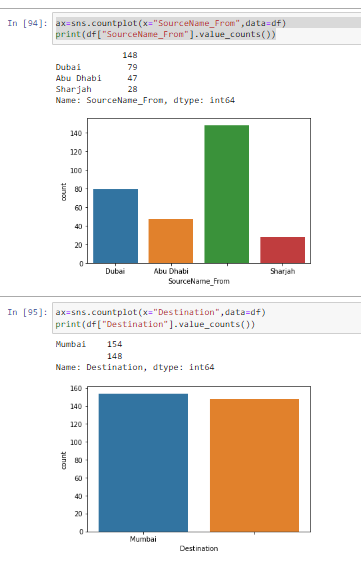 In [94]: ax=sns.countplot(x="SourceName_From",data=df)
print(df["SourceName_From"].value_counts())
148
Dubai 79
Abu Dhabi 47
Sharjah 28
Name: SourceName_From, dtype: int64
140
120
100
80
60
40
20
0
count
Dubai Abu Dhabi Sharjah
SourceName_From
In [95]: ax=sns.countplot(x="Destination",data=df)
print(df["Destination"].value_counts())
Mumbai 154
148
Name: Destination, dtype: int64
160
140
120
100
80
60
40
20
0
count
Mumbai
Destination